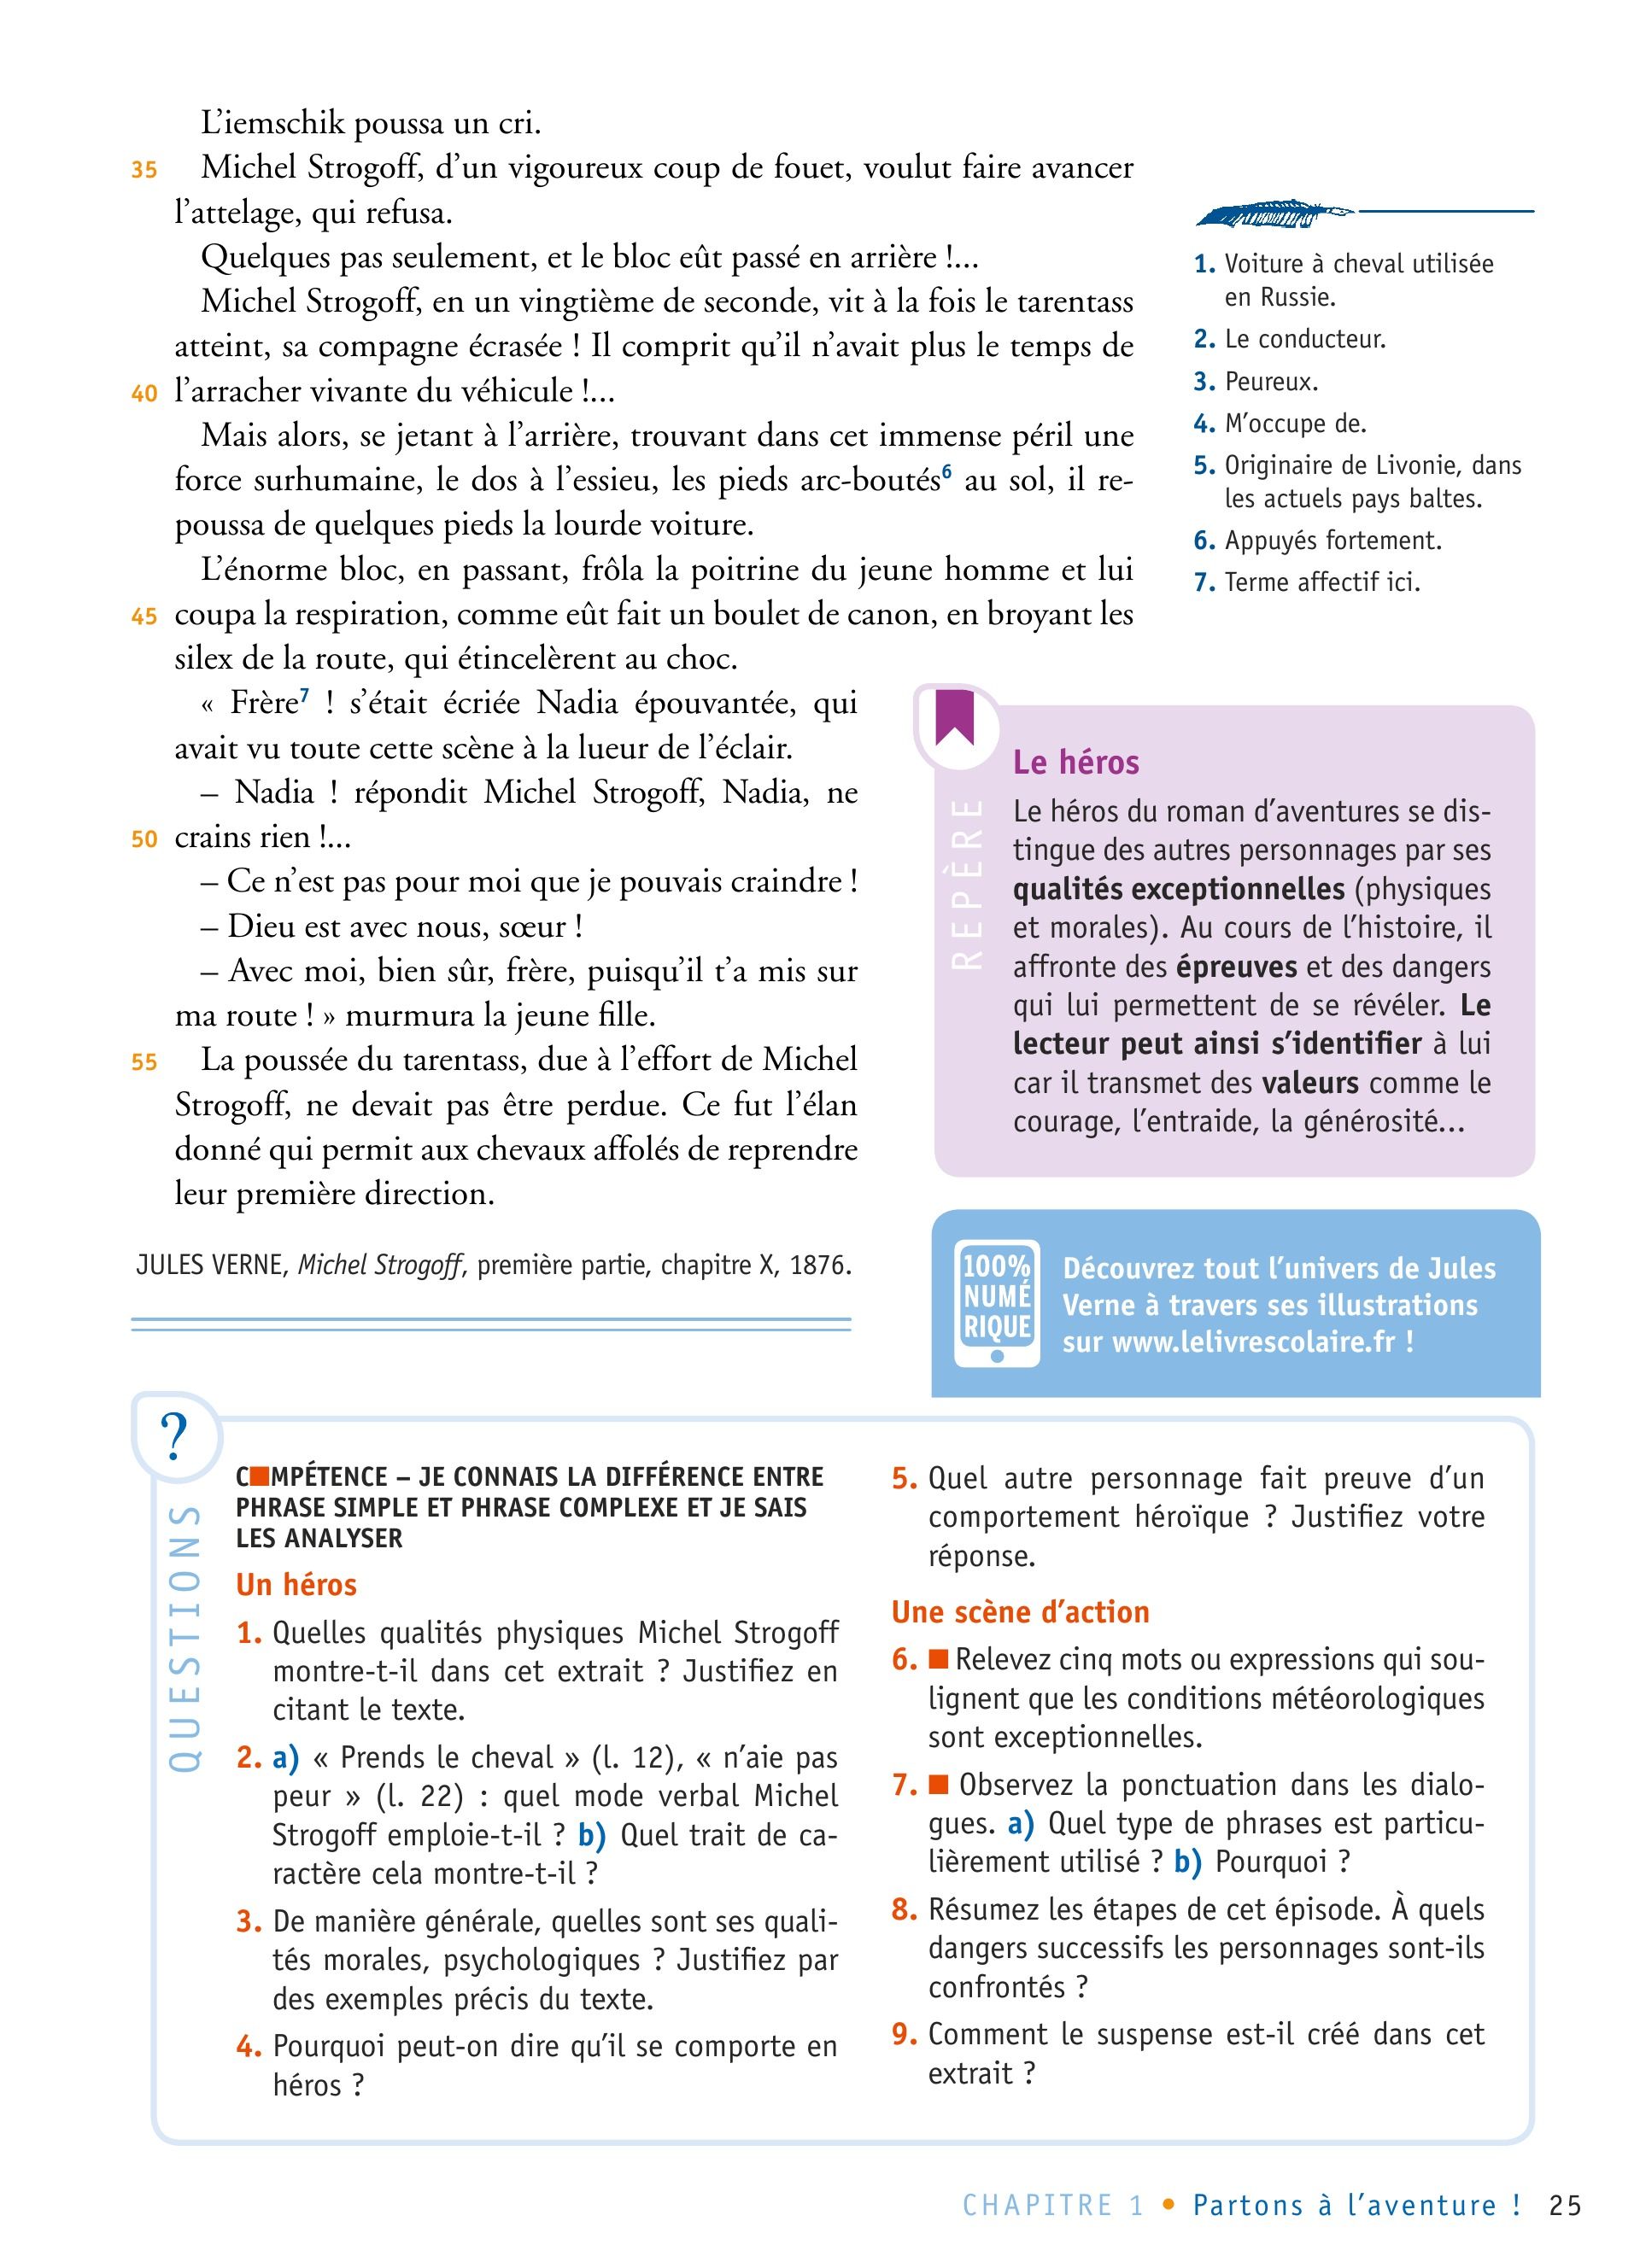 L'iemschik poussa un cri.
35 Michel Strogoff, d'un vigoureux coup de fouet, voulut faire avancer
l'attelage, qui refusa.
Quelques pas seulement, et le bloc eût passé en arrière !...
Michel Strogoff, en un vingtième de seconde, vit à la fois le tarentass
atteint, sa compagne écrasée ! Il comprit qu'il n'avait plus le temps de
40 l'arracher vivante du véhicule !...
Mais alors, se jetant à l'arrière, trouvant dans cet immense péril une
force surhumaine, le dos à l'essieu, les pieds arc-boutés6 au sol, il re-
poussa de quelques pieds la lourde voiture.
L'énorme bloc, en passant, frôla la poitrine du jeune homme et lui
45 coupa la respiration, comme eût fait un boulet de canon, en broyant les
silex de la route, qui étincelèrent au choc.
« Frère7 ! s'était écriée Nadia épouvantée, qui
avait vu toute cette scène à la lueur de l'éclair.
– Nadia ! répondit Michel Strogoff, Nadia, ne
50 crains rien !...
– Ce n'est pas pour moi que je pouvais craindre !
– Dieu est avec nous, sœur !
– Avec moi, bien sûr, frère, puisqu'il t'a mis sur
ma route ! » murmura la jeune fille.
55 La poussée du tarentass, due à l'effort de Michel
Strogoff, ne devait pas être perdue. Ce fut l'élan
donné qui permit aux chevaux affolés de reprendre
leur première direction.
JULES VERNE, Michel Strogoff, première partie, chapitre X, 1876.
1. Voiture à cheval utilisée
en Russie.
2. Le conducteur.
3. Peureux.
4. M'occupe de.
5. Originaire de Livonie, dans
les actuels pays baltes.
6. Appuyés fortement.
7. Terme affectif ici.
REPÈRE
Le héros
Le héros du roman d'aventures se dis-
tingue des autres personnages par ses
qualités exceptionnelles (physiques
et morales). Au cours de l'histoire, il
affronte des épreuves et des dangers
qui lui permettent de se révéler. Le
lecteur peut ainsi s'identifier à lui
car il transmet des valeurs comme le
courage, l'entraide, la générosité...
100%
NUMÉ
RIQUE
Découvrez tout l'univers de Jules
Verne à travers ses illustrations
sur www.lelivrescolaire.fr !
?
QUESTIONS
C■MPÉTENCE – JE CONNAIS LA DIFFÉRENCE ENTRE
PHRASE SIMPLE ET PHRASE COMPLEXE ET JE SAIS
LES ANALYSER
Un héros
1. Quelles qualités physiques Michel Strogoff
montre-t-il dans cet extrait ? Justifiez en
citant le texte.
2. a) « Prends le cheval » (l. 12), « n'aie pas
peur » (l. 22) : quel mode verbal Michel
Strogoff emploie-t-il ? b) Quel trait de ca-
ractère cela montre-t-il ?
3. De manière générale, quelles sont ses quali-
tés morales, psychologiques ? Justifiez par
des exemples précis du texte.
4. Pourquoi peut-on dire qu'il se comporte en
héros ?
5. Quel autre personnage fait preuve d'un
comportement héroïque ? Justifiez votre
réponse.
Une scène d'action
6. ■ Relevez cinq mots ou expressions qui sou-
lignent que les conditions météorologiques
sont exceptionnelles.
7. ■ Observez la ponctuation dans les dialo-
gues. a) Quel type de phrases est particu-
lièrement utilisé ? b) Pourquoi ?
8. Résumez les étapes de cet épisode. À quels
dangers successifs les personnages sont-ils
confrontés ?
9. Comment le suspense est-il créé dans cet
extrait ?
CHAPITRE 1 • Partons à l'aventure ! 25